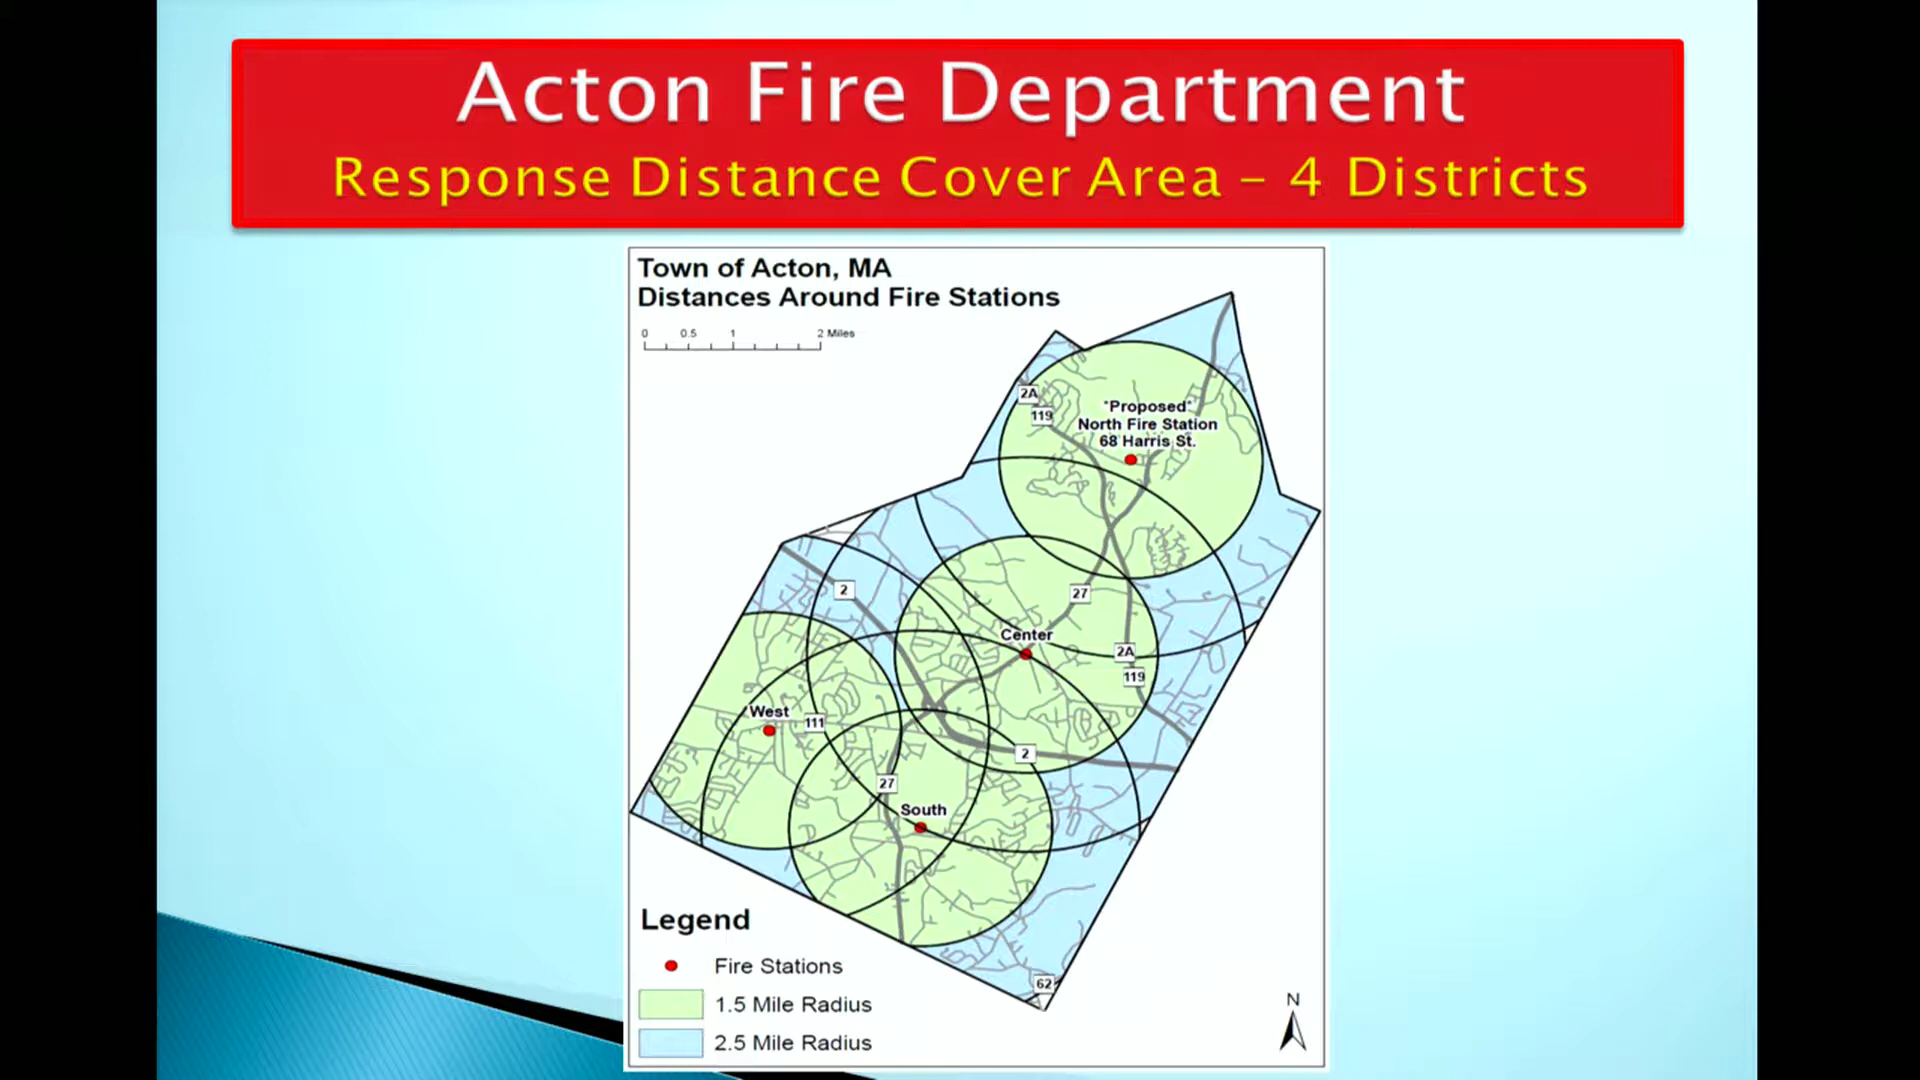 Acton Fire Department
Response Distance Cover Area – 4 Districts
Town of Acton, MA
Distances Around Fire Stations
0 0.5 1 2 Miles
2A
119
*Proposed*
North Fire Station
68 Harris St.
2
27
Center
2A
119
West
111
2
27
South
62
Legend
Fire Stations
1.5 Mile Radius
2.5 Mile Radius
N